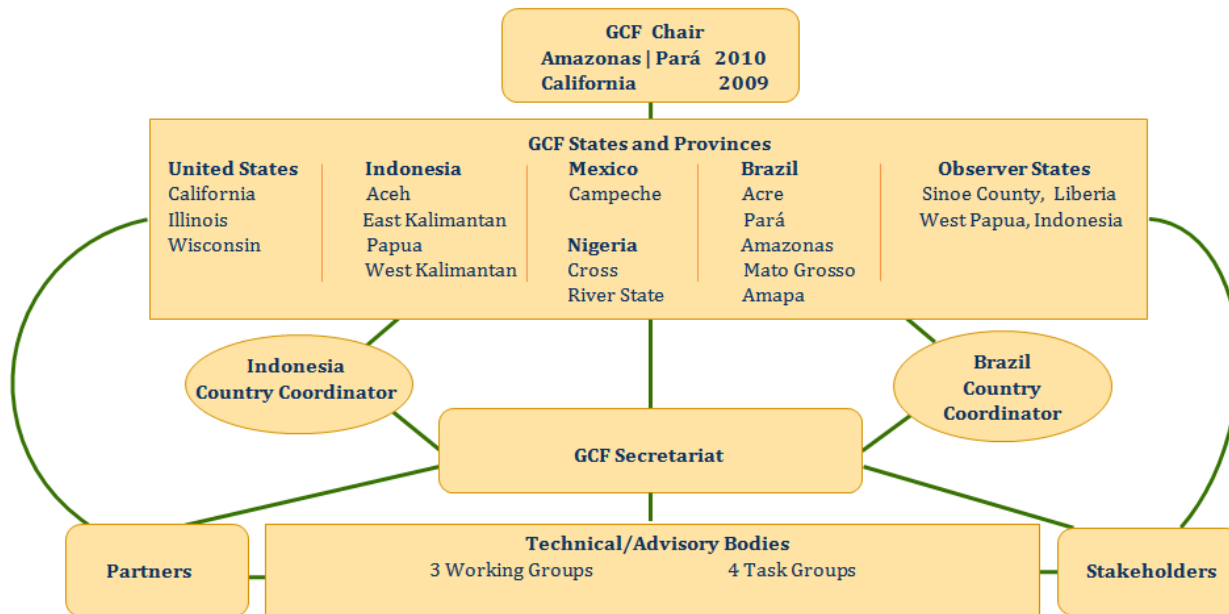 GCF Chair
Amazonas | Pará 2010
California 2009
GCF States and Provinces
United States
California
Illinois
Wisconsin
Indonesia
Aceh
East Kalimantan
Papua
West Kalimantan
Mexico
Campeche
Nigeria
Cross
River State
Brazil
Acre
Pará
Amazonas
Mato Grosso
Amapa
Observer States
Sinoe County, Liberia
West Papua, Indonesia
Indonesia
Country Coordinator
Brazil
Country
Coordinator
GCF Secretariat
Partners
Technical/Advisory Bodies
3 Working Groups 4 Task Groups
Stakeholders